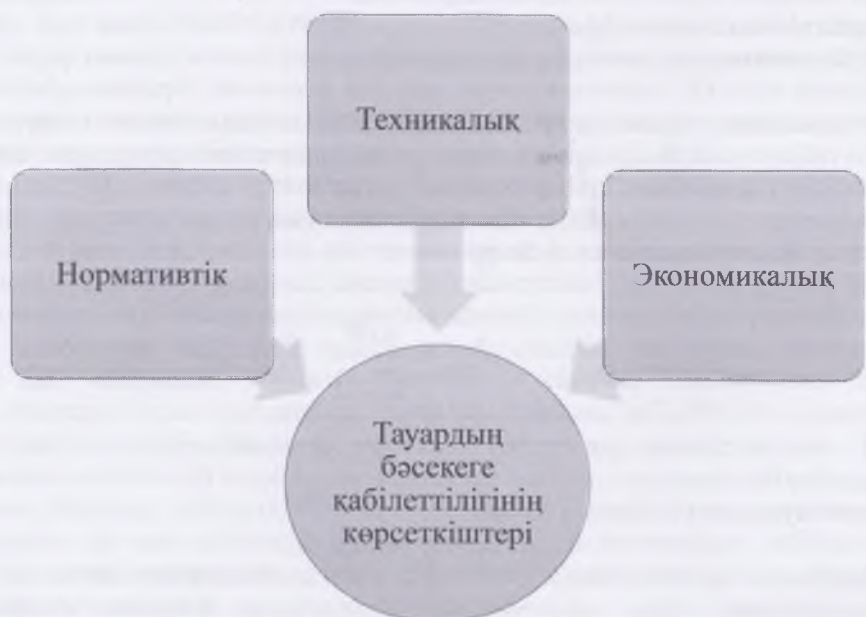 Техникалық
Нормативтік
Экономикалық
Тауардың
бәсекеге
қабілеттілігінің
көрсеткіштері